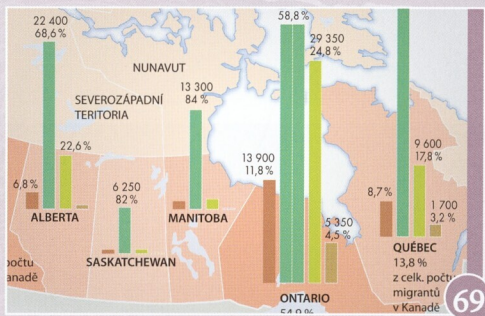 22 400
68,6%
22,6%
6,8%
ALBERTA
NUNAVUT
SEVEROZÁPADNÍ
TERITORIA
6 250
82%
SASKATCHEWAN
13 300
84%
MANITOBA
58,8%
29 350
24,8%
13 900
11,8%
5 350
4,5%
ONTARIO
9 600
17,8%
8,7%
1 700
3,2%
QUÉBEC
13,8 %
z celk. počtu
migrantů
v Kanadě
počtu
69